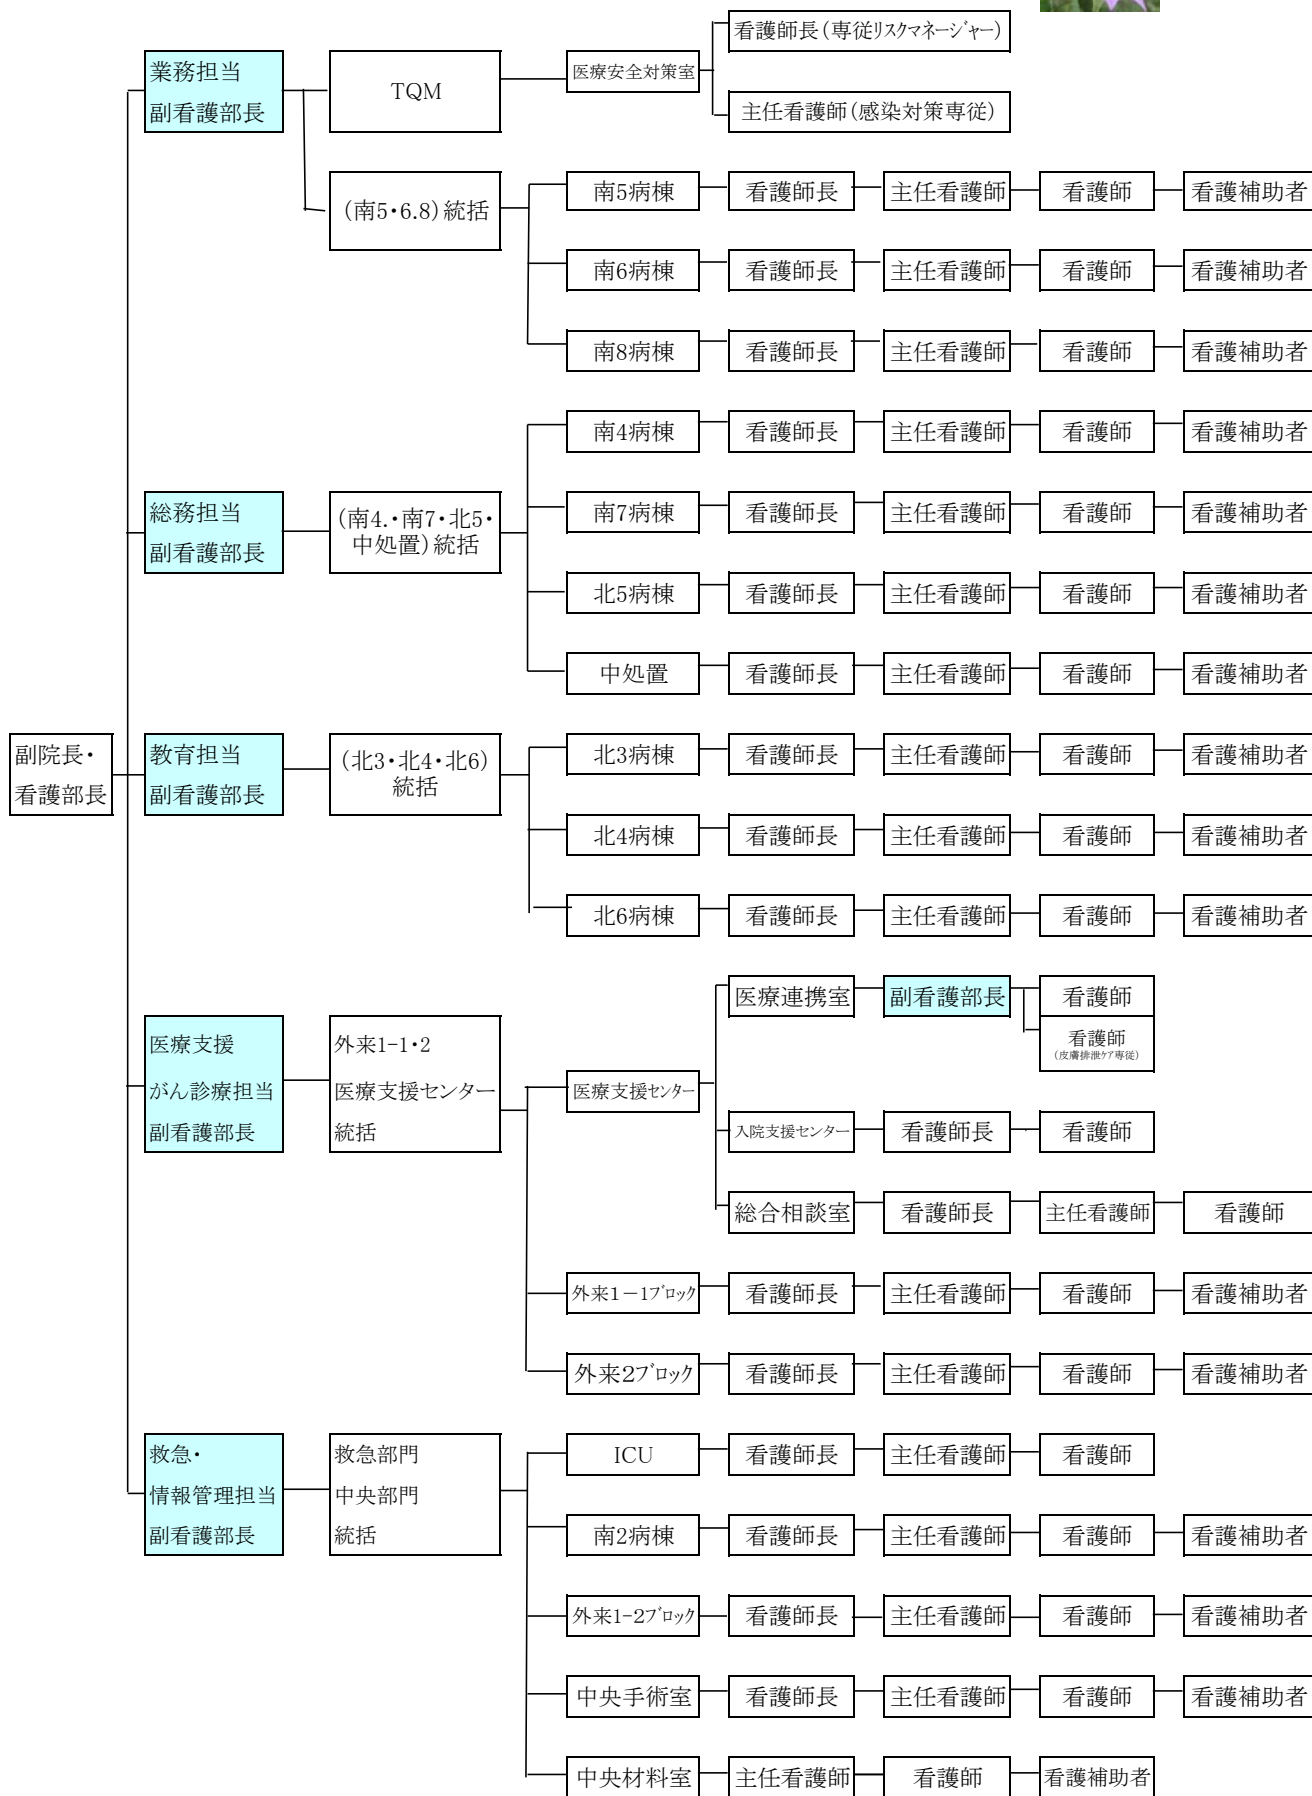 看護師長(専従リスクマネージャー)
業務担当
副看護部長
TQM
医療安全対策室
主任看護師(感染対策専従)
(南5・6.8)統括
南5病棟 看護師長 主任看護師 看護師 看護補助者
南6病棟 看護師長 主任看護師 看護師 看護補助者
南8病棟 看護師長 主任看護師 看護師 看護補助者
南4病棟 看護師長 主任看護師 看護師 看護補助者
総務担当
副看護部長
(南4.・南7・北5・
中処置)統括
南7病棟 看護師長 主任看護師 看護師 看護補助者
北5病棟 看護師長 主任看護師 看護師 看護補助者
中処置 看護師長 主任看護師 看護師 看護補助者
副院長・
看護部長
教育担当
副看護部長
(北3・北4・北6)
統括
北3病棟 看護師長 主任看護師 看護師 看護補助者
北4病棟 看護師長 主任看護師 看護師 看護補助者
北6病棟 看護師長 主任看護師 看護師 看護補助者
医療支援
がん診療担当
副看護部長
外来1-1・2
医療支援センター
統括
医療支援センター
医療連携室 副看護部長 看護師
看護師
(皮膚排泄ケア専従)
入院支援センター 看護師長 看護師
総合相談室 看護師長 主任看護師 看護師
外来1-1ブロック 看護師長 主任看護師 看護師 看護補助者
外来2ブロック 看護師長 主任看護師 看護師 看護補助者
救急・
情報管理担当
副看護部長
救急部門
中央部門
統括
ICU 看護師長 主任看護師 看護師
南2病棟 看護師長 主任看護師 看護師 看護補助者
外来1-2ブロック 看護師長 主任看護師 看護師 看護補助者
中央手術室 看護師長 主任看護師 看護師 看護補助者
中央材料室 主任看護師 看護師 看護補助者